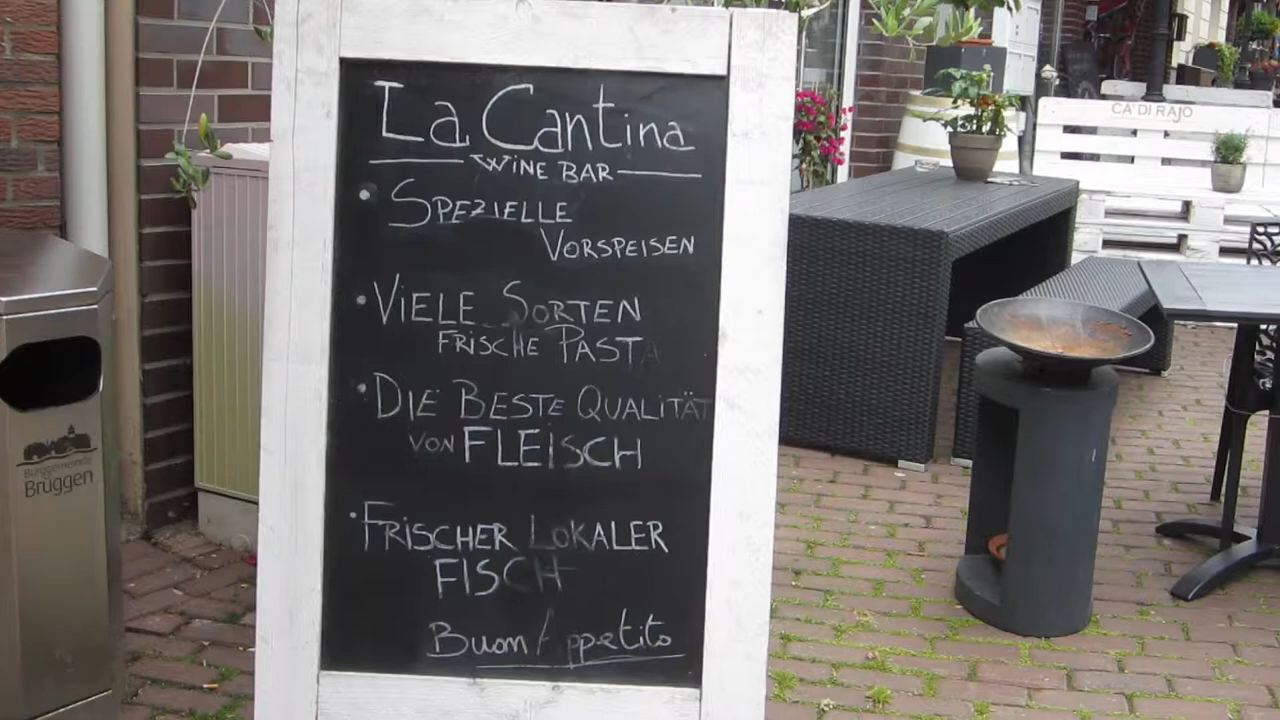 La Cantina
WINE BAR
• SPEZIELLE
VORSPEISEN
• VIELE SORTEN
FRISCHE PASTA
• DIE BESTE QUALITÄT
VON FLEISCH
• FRISCHER LOKALER
FISCH
Buon Appetito
CA' DI RAJO
Burggemeinde
Brüggen